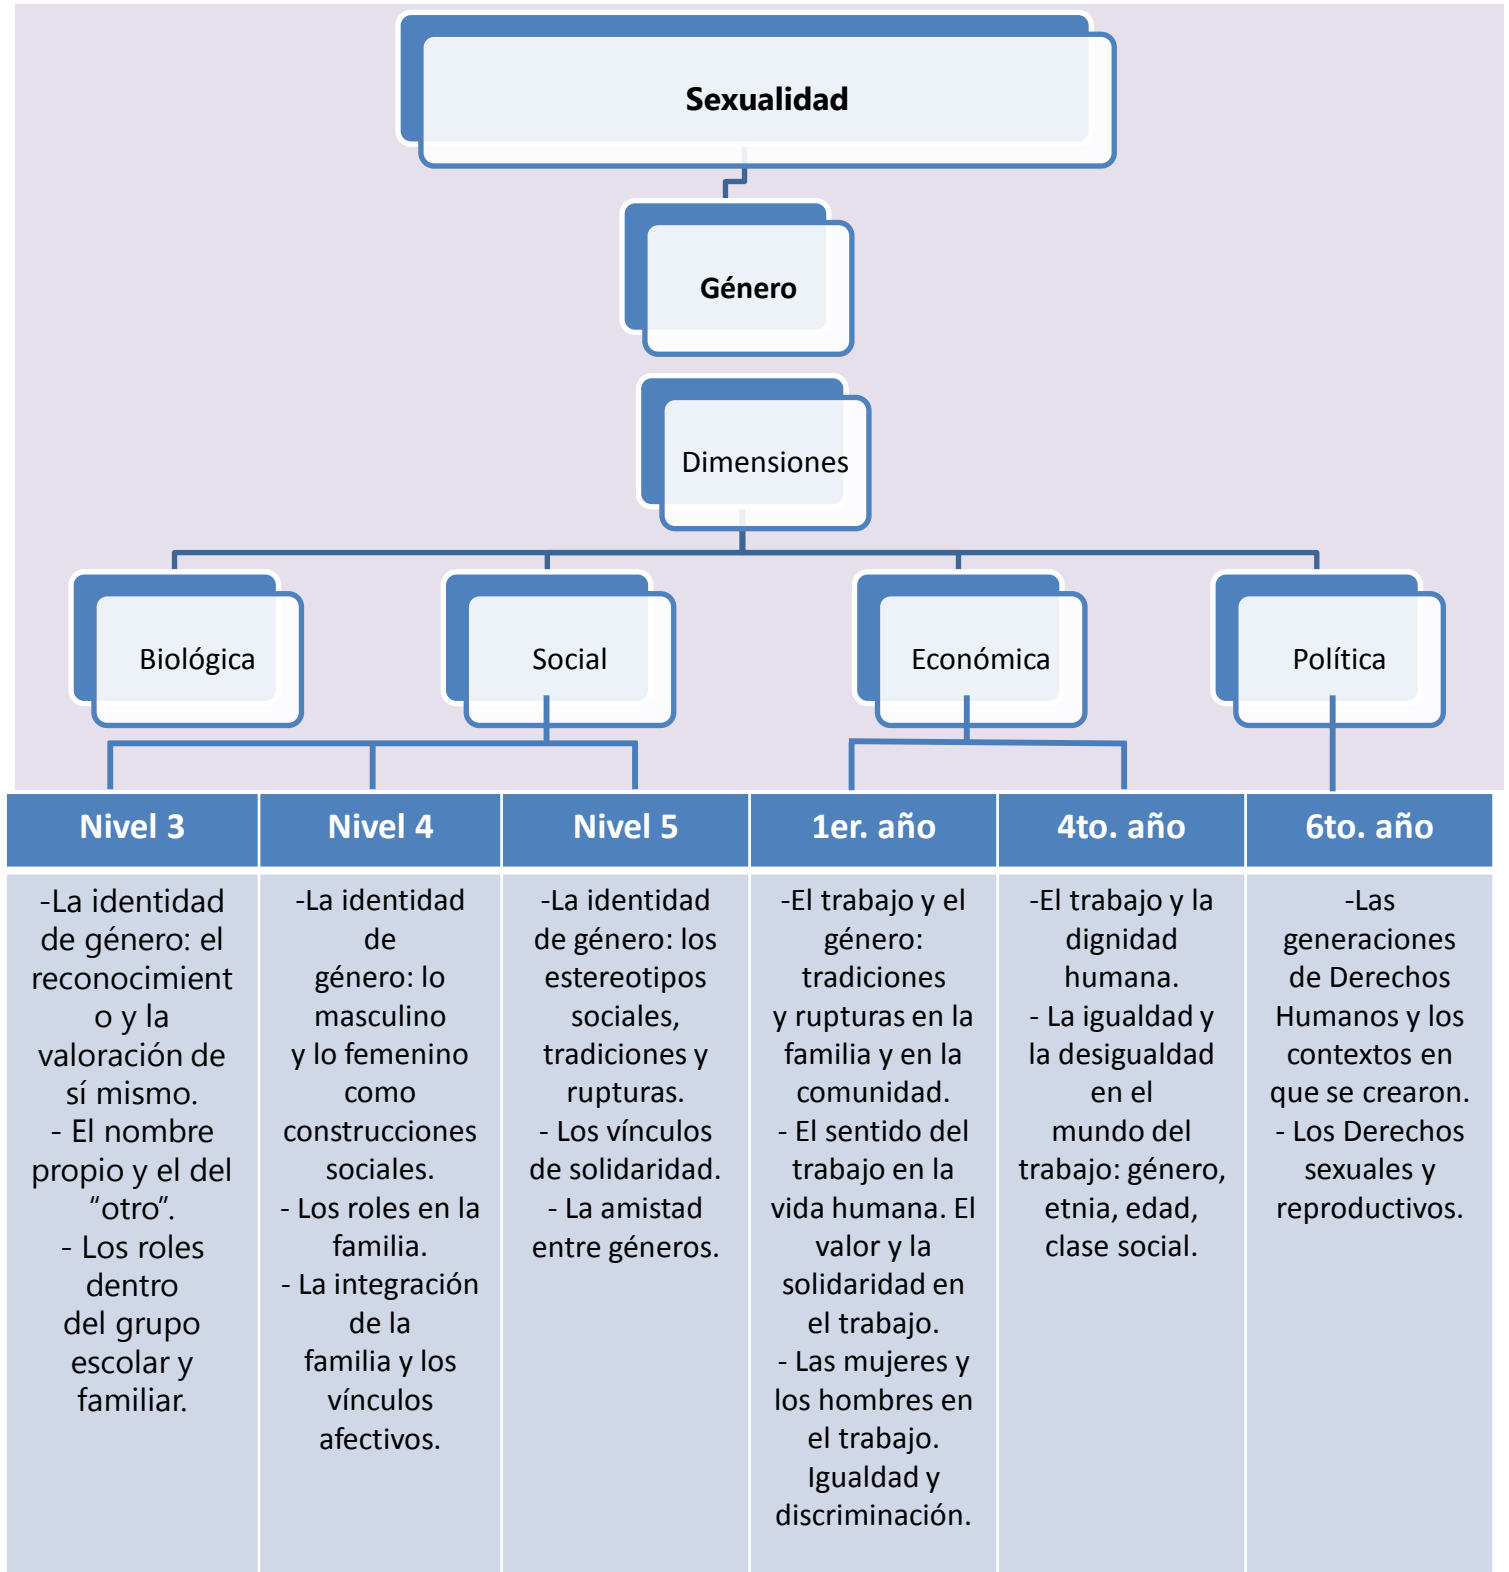 Sexualidad
Género
Dimensiones
Biológica
Social
Económica
Política
Nivel 3
Nivel 4
Nivel 5
1er. año
4to. año
6to. año
-La identidad
de género: el
reconocimient
o y la
valoración de
sí mismo.
- El nombre
propio y el del
“otro”.
- Los roles
dentro
del grupo
escolar y
familiar.
-La identidad
de
género: lo
masculino
y lo femenino
como
construcciones
sociales.
- Los roles en la
familia.
- La integración
de la
familia y los
vínculos
afectivos.
-La identidad
de género: los
estereotipos
sociales,
tradiciones y
rupturas.
- Los vínculos
de solidaridad.
- La amistad
entre géneros.
-El trabajo y el
género:
tradiciones
y rupturas en la
familia y en la
comunidad.
- El sentido del
trabajo en la
vida humana. El
valor y la
solidaridad en
el trabajo.
- Las mujeres y
los hombres en
el trabajo.
Igualdad y
discriminación.
-El trabajo y la
dignidad
humana.
- La igualdad y
la desigualdad
en el
mundo del
trabajo: género,
etnia, edad,
clase social.
-Las
generaciones
de Derechos
Humanos y los
contextos en
que se crearon.
- Los Derechos
sexuales y
reproductivos.